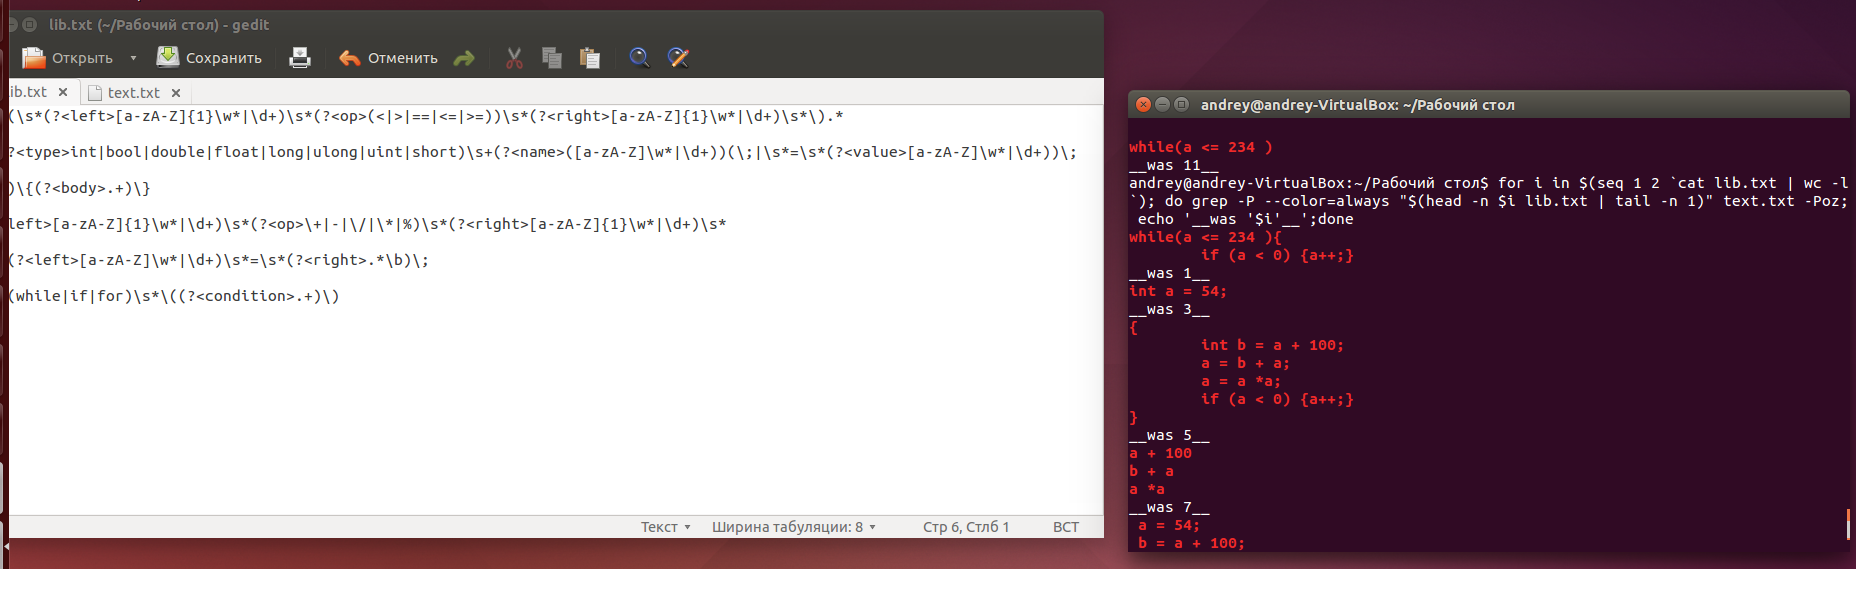 lib.txt (~/Рабочий стол) - gedit
Открыть Сохранить Отменить
ib.txt × text.txt ×
(\s*(?<left>[a-zA-Z]{1}\w*|\d+)\s*(?<op>(<|>|==|<=|>=))\s*(?<right>[a-zA-Z]{1}\w*|\d+)\s*\).*
?<type>int|bool|double|float|long|ulong|uint|short)\s+(?<name>([a-zA-Z]\w*|\d+))(\;|\s*=\s*(?<value>[a-zA-Z]\w*|\d+))\;
)\{(?<body>.+)\}
left>[a-zA-Z]{1}\w*|\d+)\s*(?<op>\+|-|\/|\*|%)\s*(?<right>[a-zA-Z]{1}\w*|\d+)\s*
(?<left>[a-zA-Z]\w*|\d+)\s*=\s*(?<right>.*\b)\;
(while|if|for)\s*\((?<condition>.+)\)
Текст Ширина табуляции: 8 Стр 6, Стлб 1 ВСТ
andrey@andrey-VirtualBox: ~/Рабочий стол
while(a <= 234 )
__was 11__
andrey@andrey-VirtualBox:~/Рабочий стол$ for i in $(seq 1 2 `cat lib.txt | wc -l
`); do grep -P --color=always "$(head -n $i lib.txt | tail -n 1)" text.txt -Poz;
echo '__was '$i'__';done
while(a <= 234 ){
if (a < 0) {a++;}
__was 1__
int a = 54;
__was 3__
{
int b = a + 100;
a = b + a;
a = a *a;
if (a < 0) {a++;}
}
__was 5__
a + 100
b + a
a *a
__was 7__
a = 54;
b = a + 100;